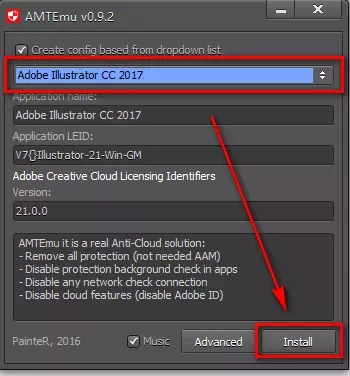 AMTEmu v0.9.2
Create config based from dropdown list
Adobe Illustrator CC 2017
Application name:
Adobe Illustrator CC 2017
Application LEID:
V7{}Illustrator-21-Win-GM
Adobe Creative Cloud Licensing Identifiers
Version:
21.0.0
AMTEmu it is a real Anti-Cloud solution:
- Remove all protection (not needed AAM)
- Disable protection background check in apps
- Disable any network check connection
- Disable cloud features (disable Adobe ID)
PainteR, 2016 Music Advanced Install